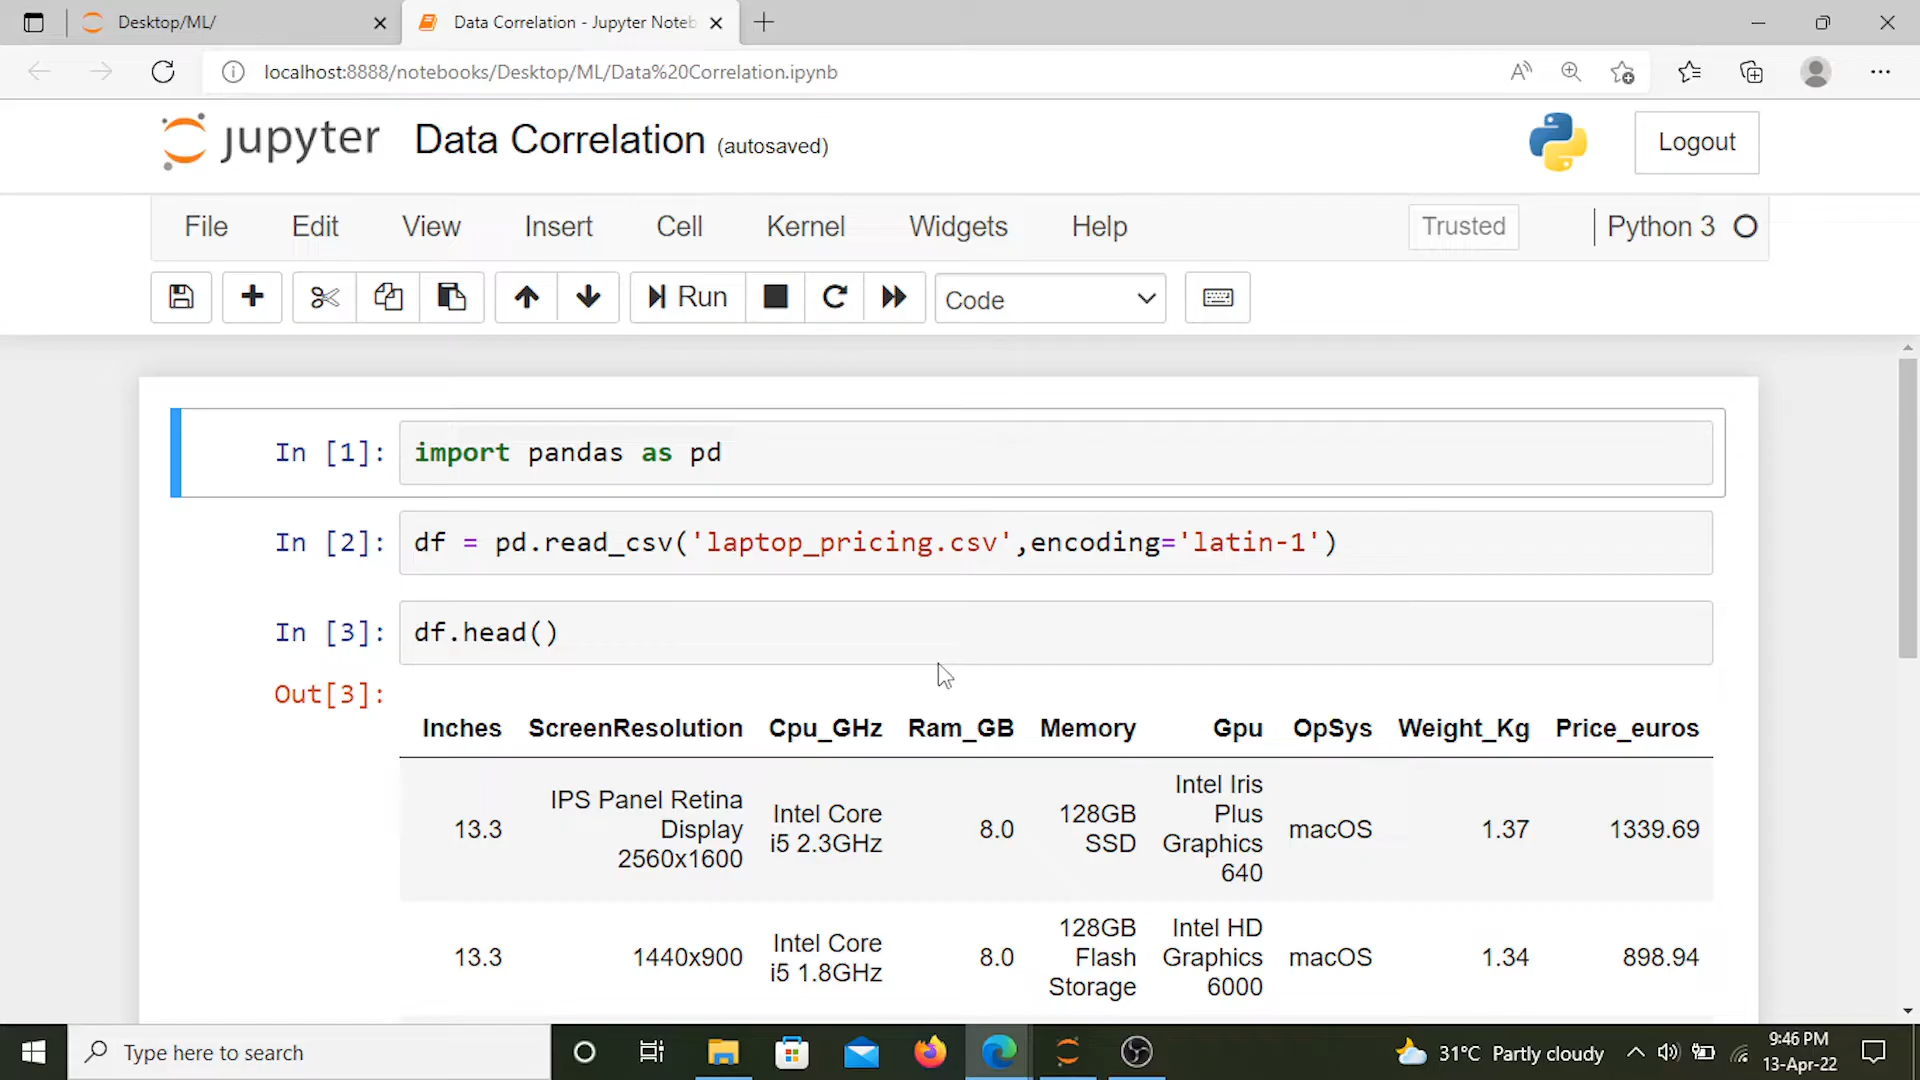 Desktop/ML/
Data Correlation - Jupyter Noteb
localhost:8888/notebooks/Desktop/ML/Data%20Correlation.ipynb
jupyter Data Correlation (autosaved) Logout
File Edit View Insert Cell Kernel Widgets Help Trusted Python 3
Run Code
In [1]: import pandas as pd
In [2]: df = pd.read_csv('laptop_pricing.csv',encoding='latin-1')
In [3]: df.head()
Out[3]:
Inches ScreenResolution Cpu_GHz Ram_GB Memory Gpu OpSys Weight_Kg Price_euros
13.3 IPS Panel Retina Display 2560x1600 Intel Core i5 2.3GHz 8.0 128GB SSD Intel Iris Plus Graphics 640 macOS 1.37 1339.69
13.3 1440x900 Intel Core i5 1.8GHz 8.0 128GB Flash Storage Intel HD Graphics 6000 macOS 1.34 898.94
Type here to search
31°C Partly cloudy
9:46 PM
13-Apr-22